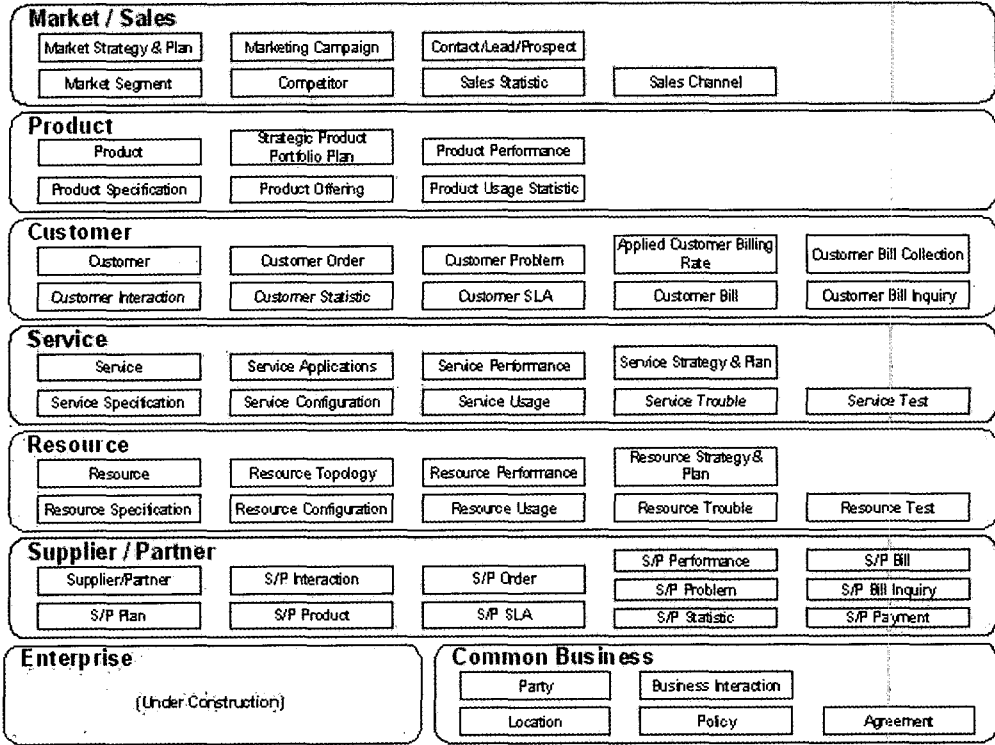 Market / Sales
Market Strategy & Plan
Marketing Campaign
Contact/Lead/Prospect
Market Segment
Competitor
Sales Statistic
Sales Channel
Product
Product
Strategic Product
Portfolio Plan
Product Performance
Product Specification
Product Offering
Product Usage Statistic
Customer
Customer
Customer Order
Customer Problem
Applied Customer Billing
Rate
Customer Bill Collection
Customer Interaction
Customer Statistic
Customer SLA
Customer Bill
Customer Bill Inquiry
Service
Service
Service Applications
Service Performance
Service Strategy & Plan
Service Specification
Service Configuration
Service Usage
Service Trouble
Service Test
Resource
Resource
Resource Topology
Resource Performance
Resource Strategy &
Plan
Resource Specification
Resource Configuration
Resource Usage
Resource Trouble
Resource Test
Supplier / Partner
Supplier/Partner
S/P Interaction
S/P Order
S/P Performance
S/P Bill
S/P Problem
S/P Bill Inquiry
S/P Plan
S/P Product
S/P SLA
S/P Statistic
S/P Payment
Enterprise
(Under Construction)
Common Business
Party
Business Interaction
Location
Policy
Agreement